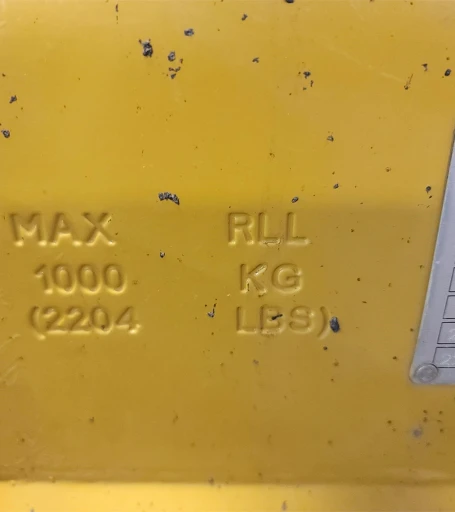 MAX RLL
1000 KG
(2204 LBS)